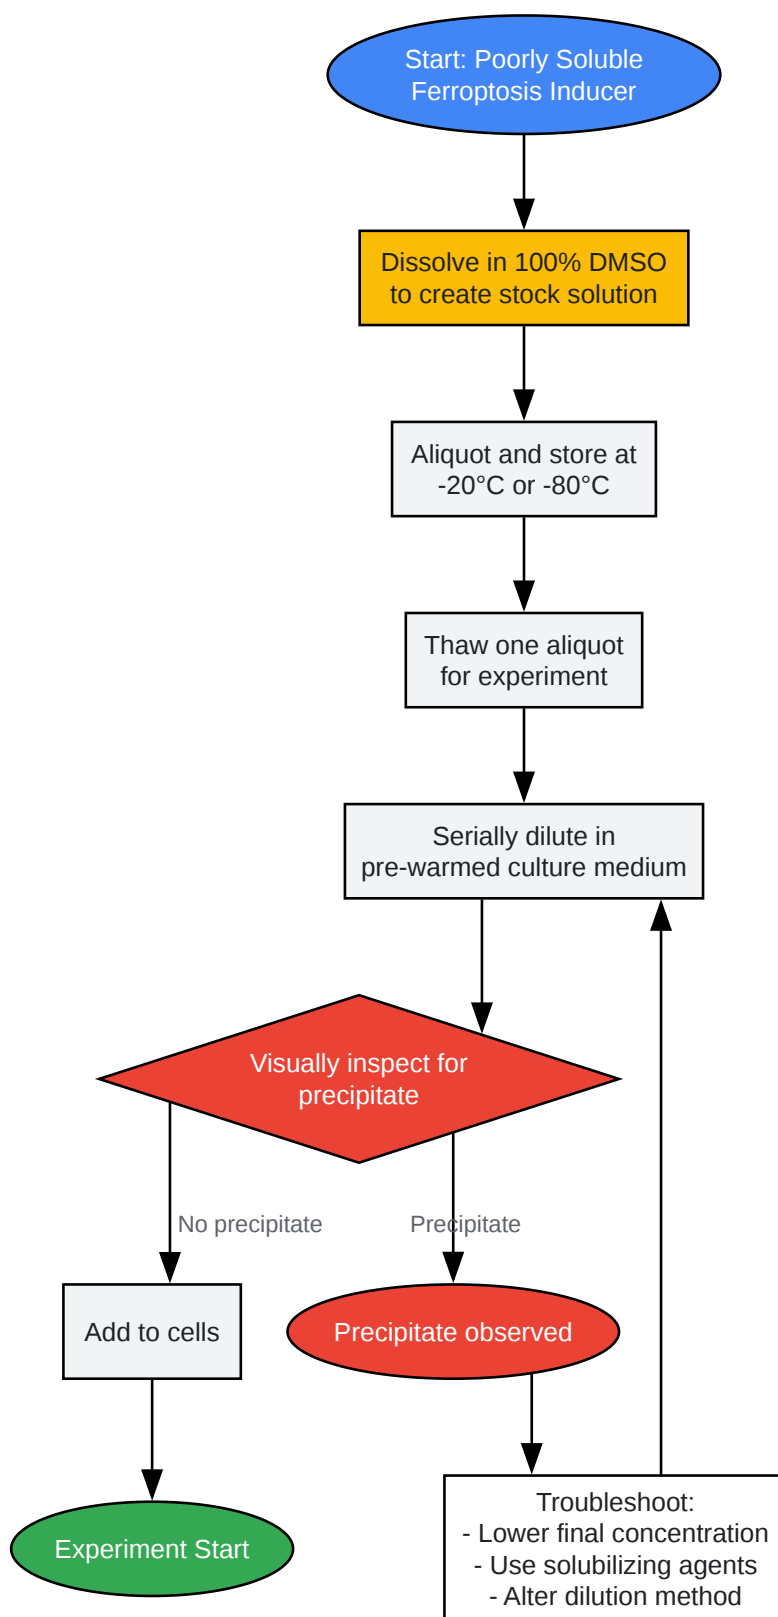 Start: Poorly Soluble
Ferroptosis Inducer
Dissolve in 100% DMSO
to create stock solution
Aliquot and store at
-20°C or -80°C
Thaw one aliquot
for experiment
Serially dilute in
pre-warmed culture medium
Visually inspect for
precipitate
No precipitate
Precipitate
Add to cells
Precipitate observed
Experiment Start
Troubleshoot:
- Lower final concentration
- Use solubilizing agents
- Alter dilution method